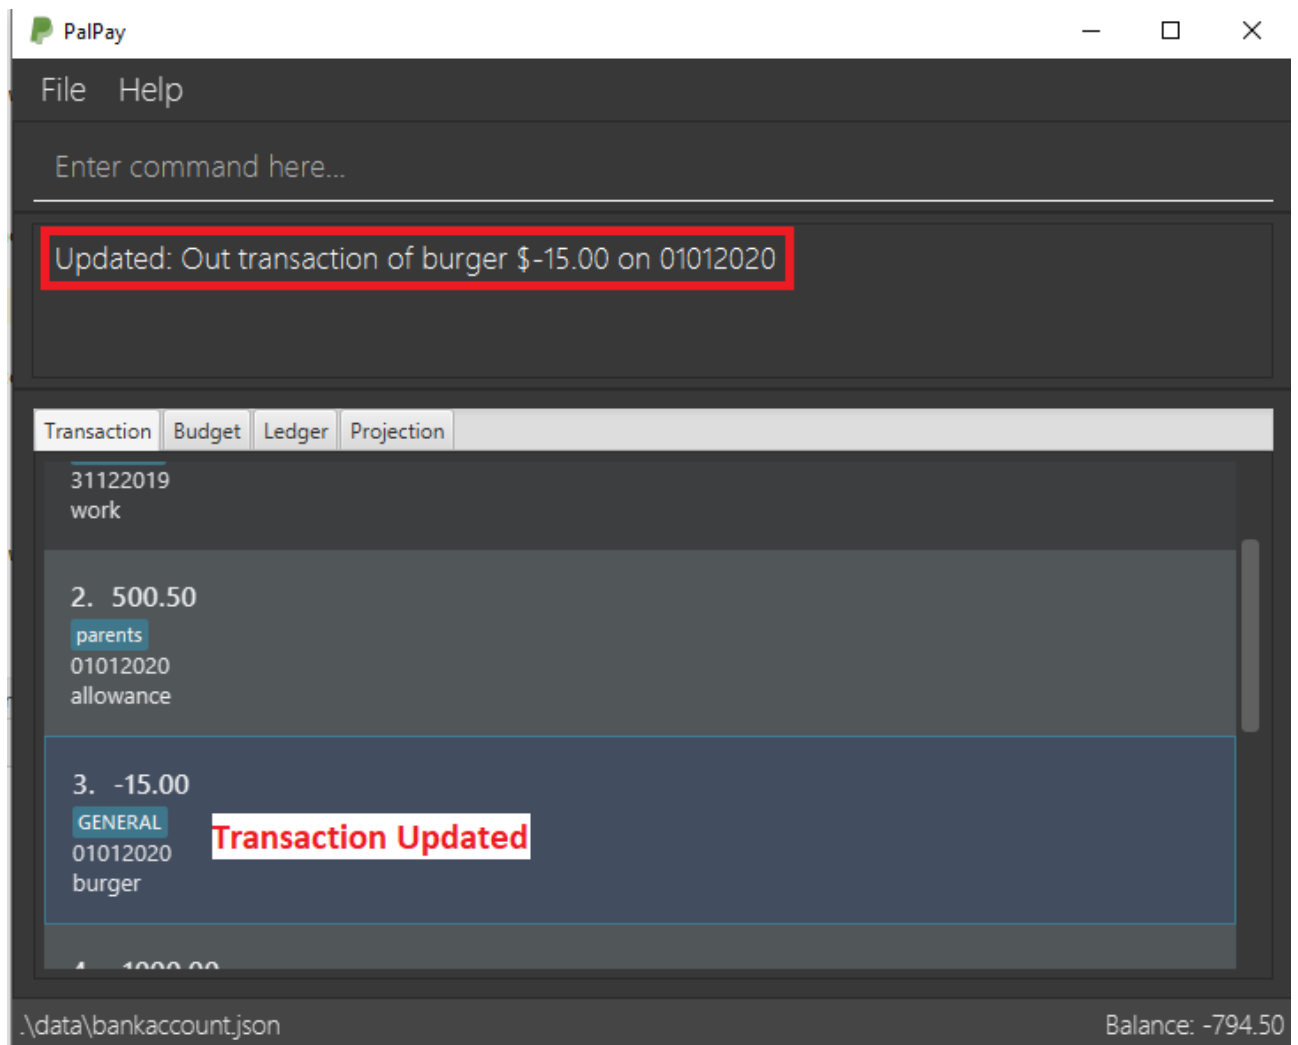 PalPay
File Help
Enter command here...
Updated: Out transaction of burger $-15.00 on 01012020
Transaction Budget Ledger Projection
31122019
work
2. 500.50
parents
01012020
allowance
3. -15.00
GENERAL
Transaction Updated
01012020
burger
.\data\bankaccount.json
Balance: -794.50